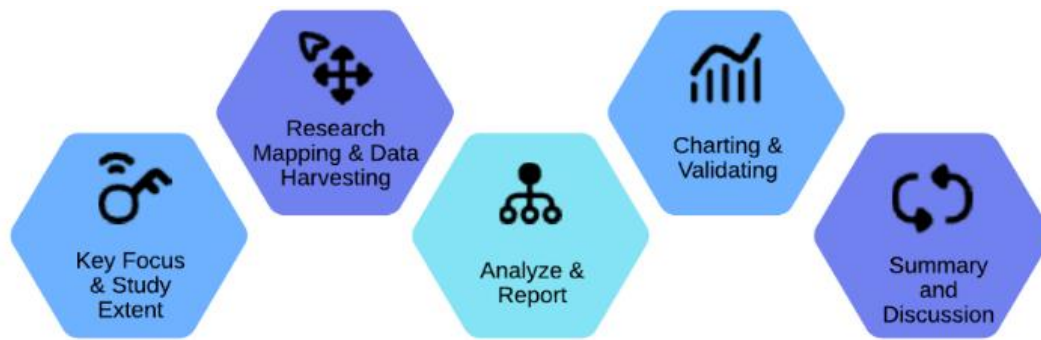 Key Focus
& Study
Extent
Research
Mapping & Data
Harvesting
Analyze &
Report
Charting &
Validating
Summary
and
Discussion